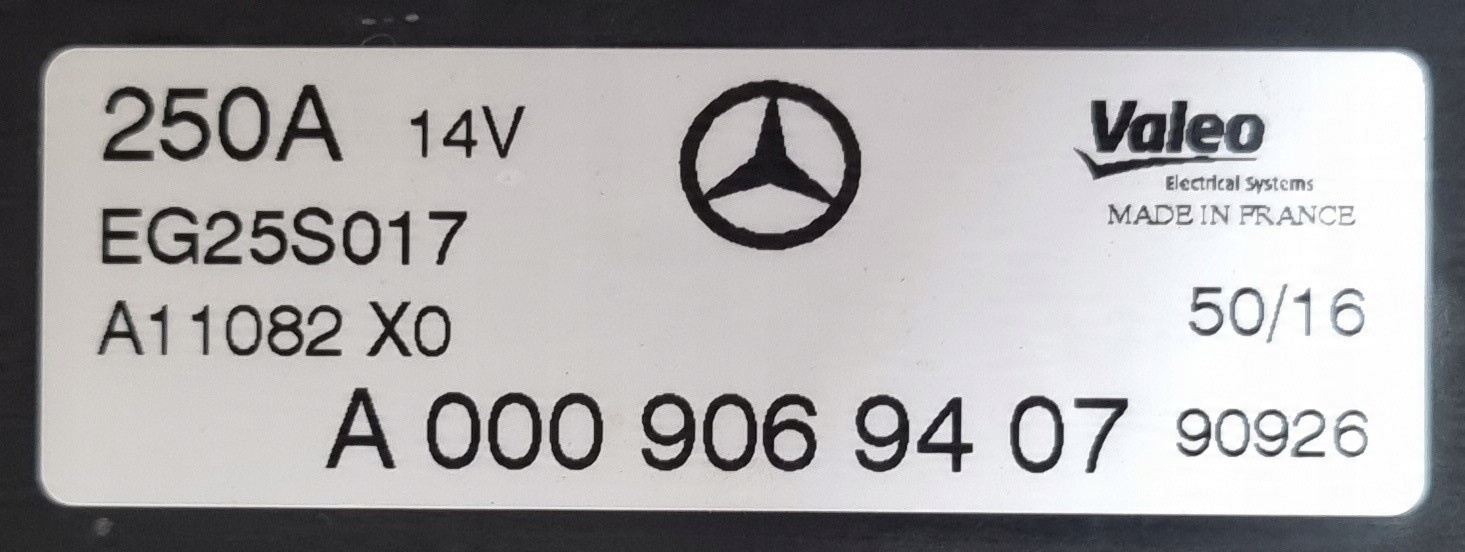 250A 14V
Valeo
Electrical Systems
MADE IN FRANCE
EG25S017
A11082 X0
50/16
A 000 906 94 07 90926